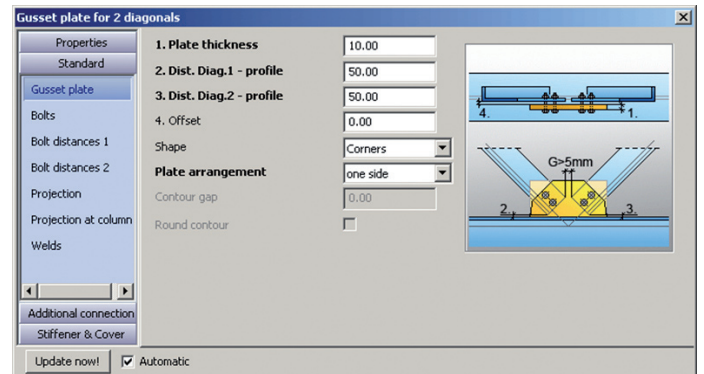 Gusset plate for 2 diagonals
Properties
Standard
Gusset plate
Bolts
Bolt distances 1
Bolt distances 2
Projection
Projection at column
Welds
Additional connection
Stiffener & Cover
1. Plate thickness 10.00
2. Dist. Diag.1 - profile 50.00
3. Dist. Diag.2 - profile 50.00
4. Offset 0.00
Shape Corners
Plate arrangement one side
Contour gap 0.00
Round contour
4. 1.
G>5mm
2. 3.
Update now! Automatic